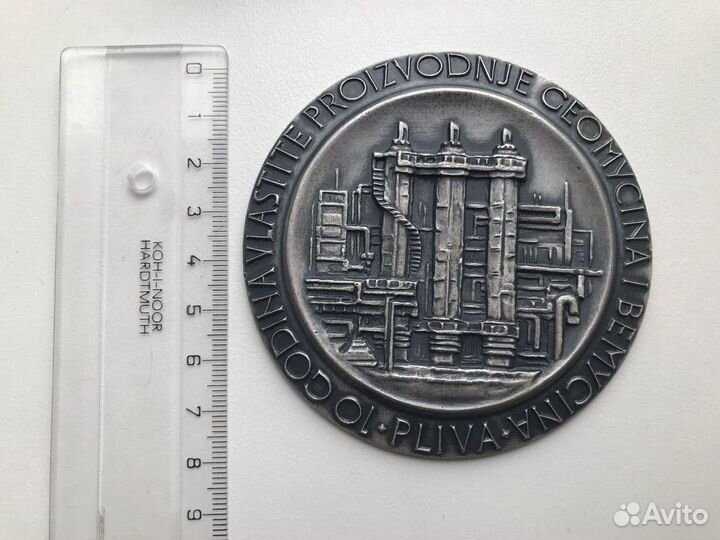 10 GODINA VLASTITE PROIZVODNJE GEOMYCINA I BEMYCINA
• PLIVA •
0
1
2
3
4
5
6
7
8
9
KOH-I-NOOR
HARDTMUTH
Avito